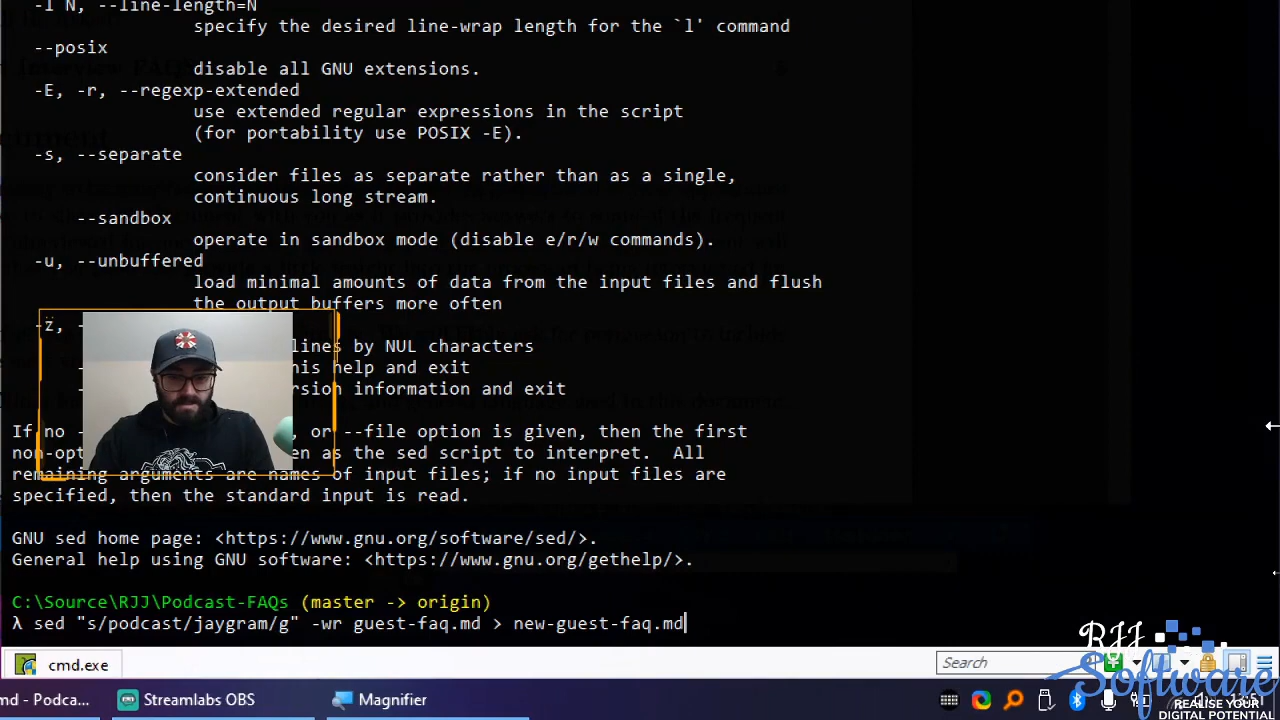 -l N, --line-length=N
specify the desired line-wrap length for the `l' command
--posix
disable all GNU extensions.
-E, -r, --regexp-extended
use extended regular expressions in the script
(for portability use POSIX -E).
-s, --separate
consider files as separate rather than as a single,
continuous long stream.
--sandbox
operate in sandbox mode (disable e/r/w commands).
-u, --unbuffered
load minimal amounts of data from the input files and flush
the output buffers more often
-z, -
lines by NUL characters
his help and exit
rsion information and exit
If no - , or --file option is given, then the first
non-opt en as the sed script to interpret. All
remaining arguments are names of input files; if no input files are
specified, then the standard input is read.
GNU sed home page: <https://www.gnu.org/software/sed/>.
General help using GNU software: <https://www.gnu.org/gethelp/>.
C:\Source\RJJ\Podcast-FAQs (master -> origin)
λ sed "s/podcast/jaygram/g" -wr guest-faq.md > new-guest-faq.md
cmd.exe
Search
md - Podca...
Streamlabs OBS
Magnifier
RJJ
Software
REALISE YOUR
DIGITAL POTENTIAL